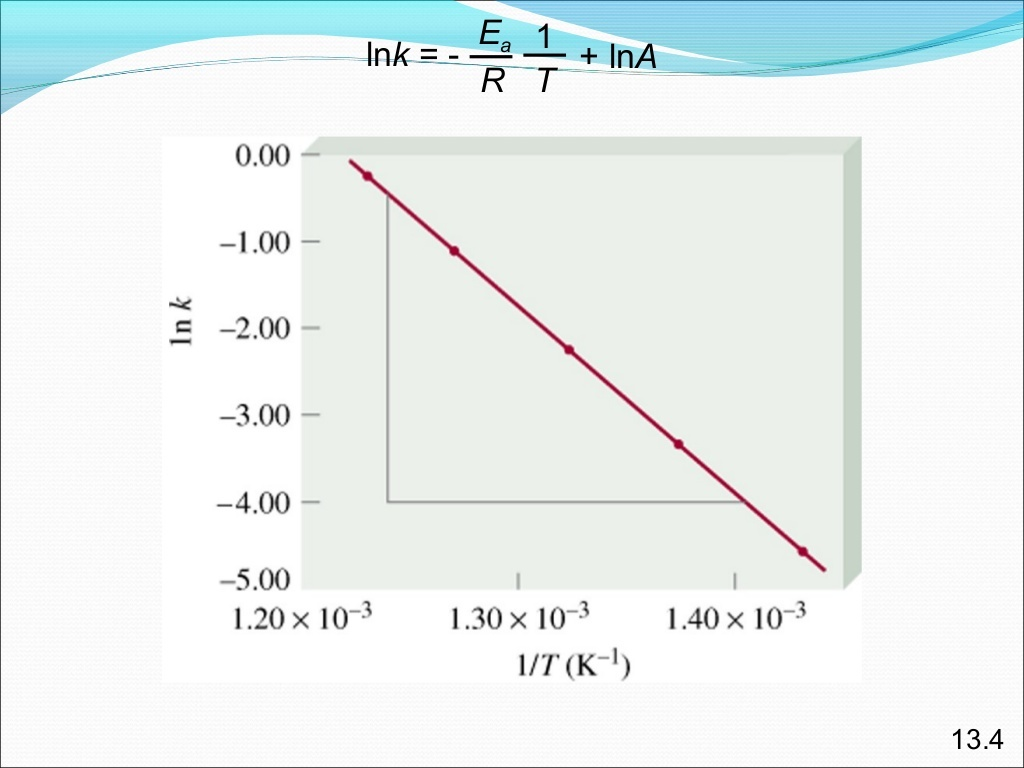 lnk = - Ea/R 1/T + lnA
0.00
–1.00
–2.00
–3.00
–4.00
–5.00
ln k
1.20 × 10–3 1.30 × 10–3 1.40 × 10–3
1/T (K–1)
13.4